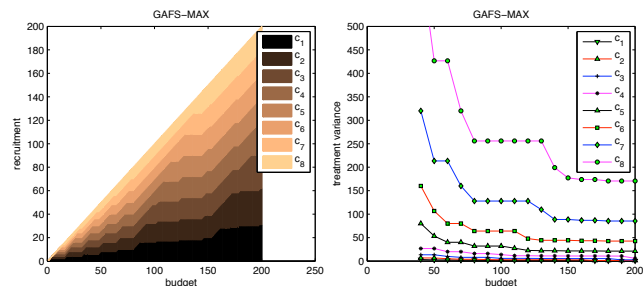 GAFS-MAX
200
180
160
140
120
100
80
60
40
20
0
0 50 100 150 200 250
budget
recruitment
c1
c2
c3
c4
c5
c6
c7
c8
GAFS-MAX
500
450
400
350
300
250
200
150
100
50
0
50 100 150 200
budget
treatment variance
c1
c2
c3
c4
c5
c6
c7
c8